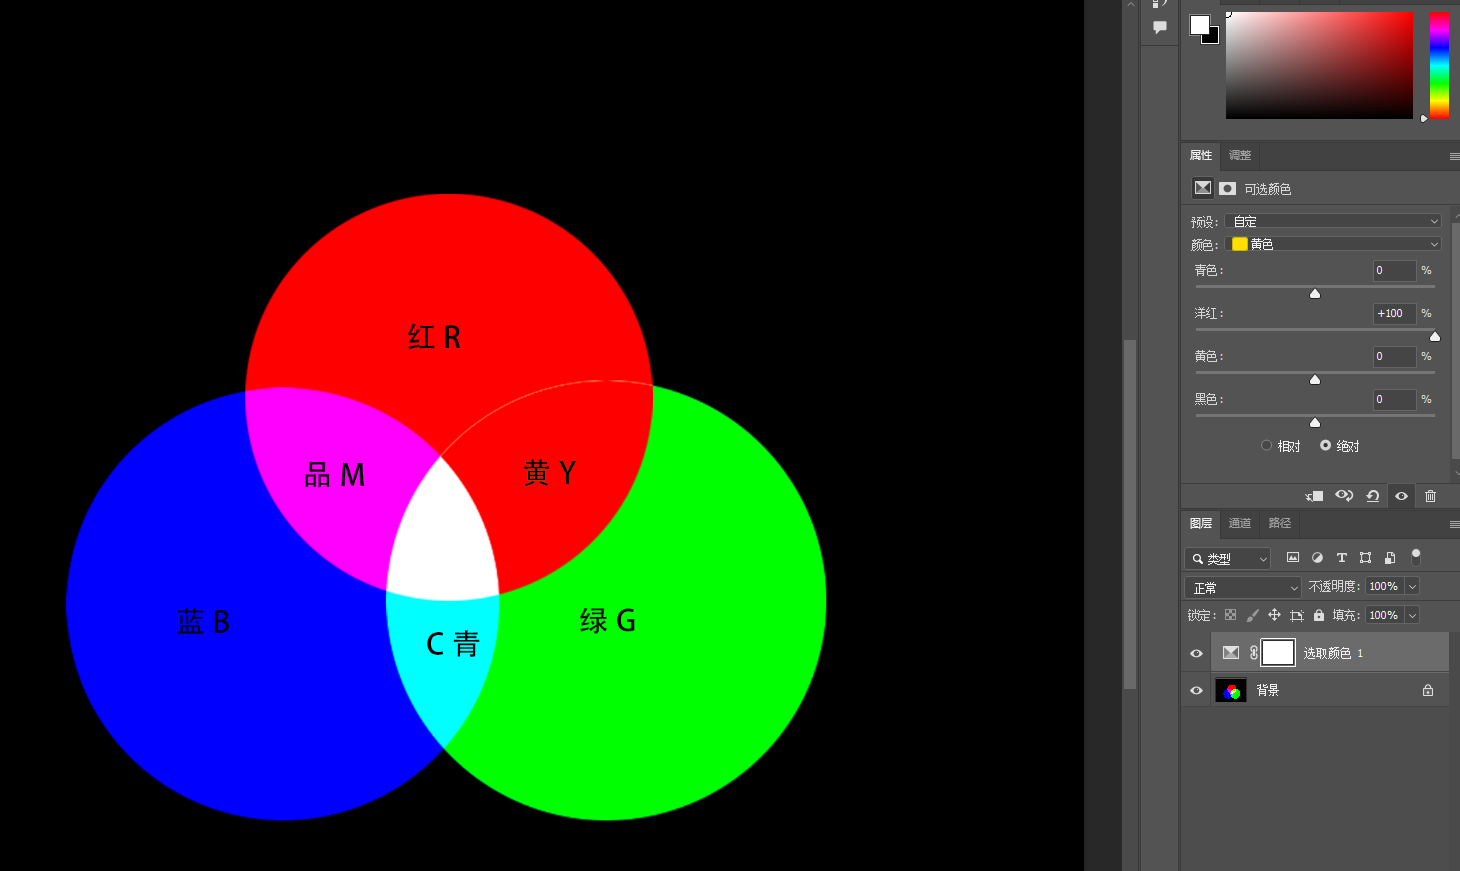 红 R
品 M
黄 Y
蓝 B
C 青
绿 G
属性 调整
可选颜色
预设: 自定
颜色: 黄色
青色: 0 %
洋红: +100 %
黄色: 0 %
黑色: 0 %
相对 绝对
图层 通道 路径
类型
正常 不透明度: 100%
锁定: 填充: 100%
选取颜色 1
背景